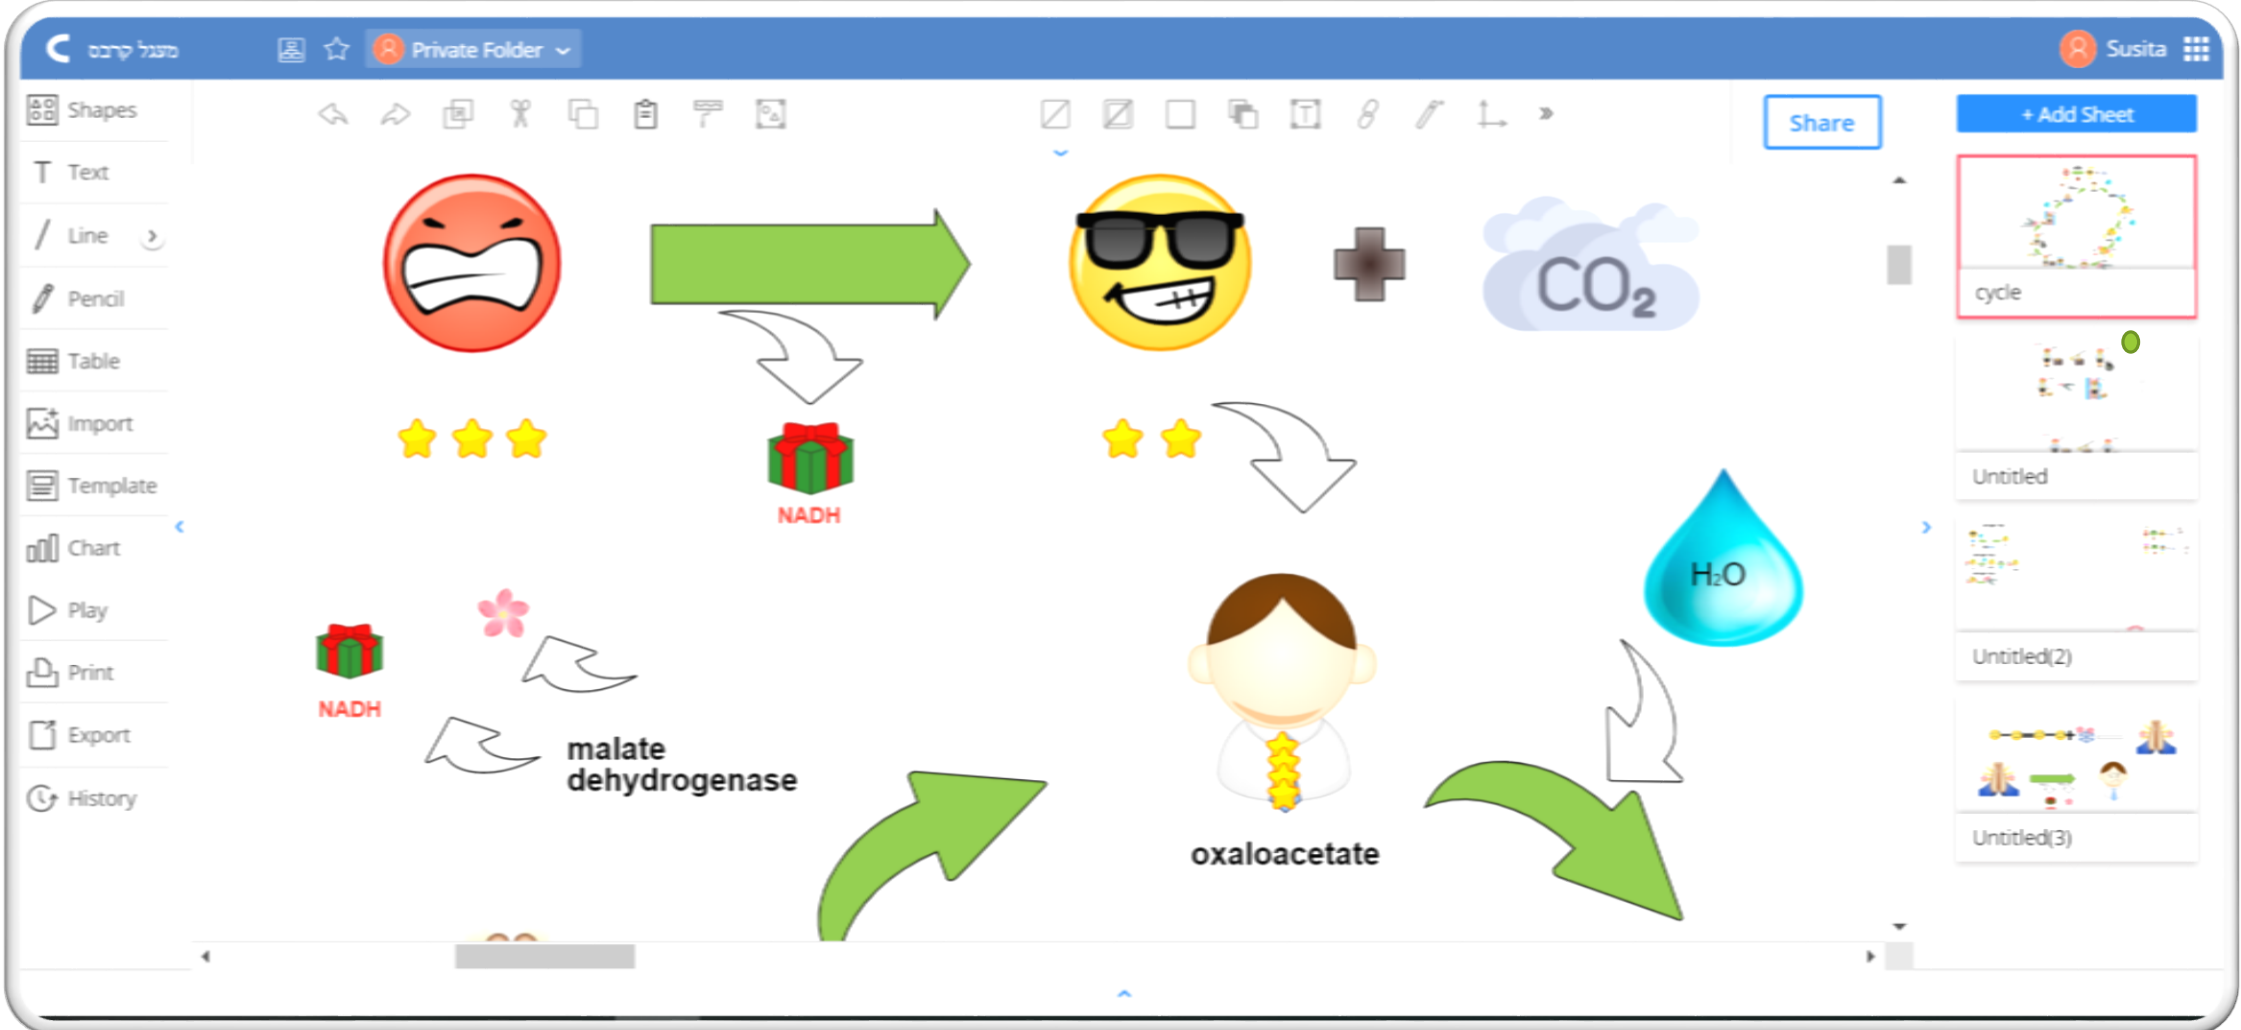 מעגל קרבס
Private Folder
Susita
Shapes
Text
Line
Pencil
Table
Import
Template
Chart
Play
Print
Export
History
Share
+ Add Sheet
cycle
Untitled
Untitled(2)
Untitled(3)
CO₂
NADH
H₂O
NADH
malate
dehydrogenase
oxaloacetate